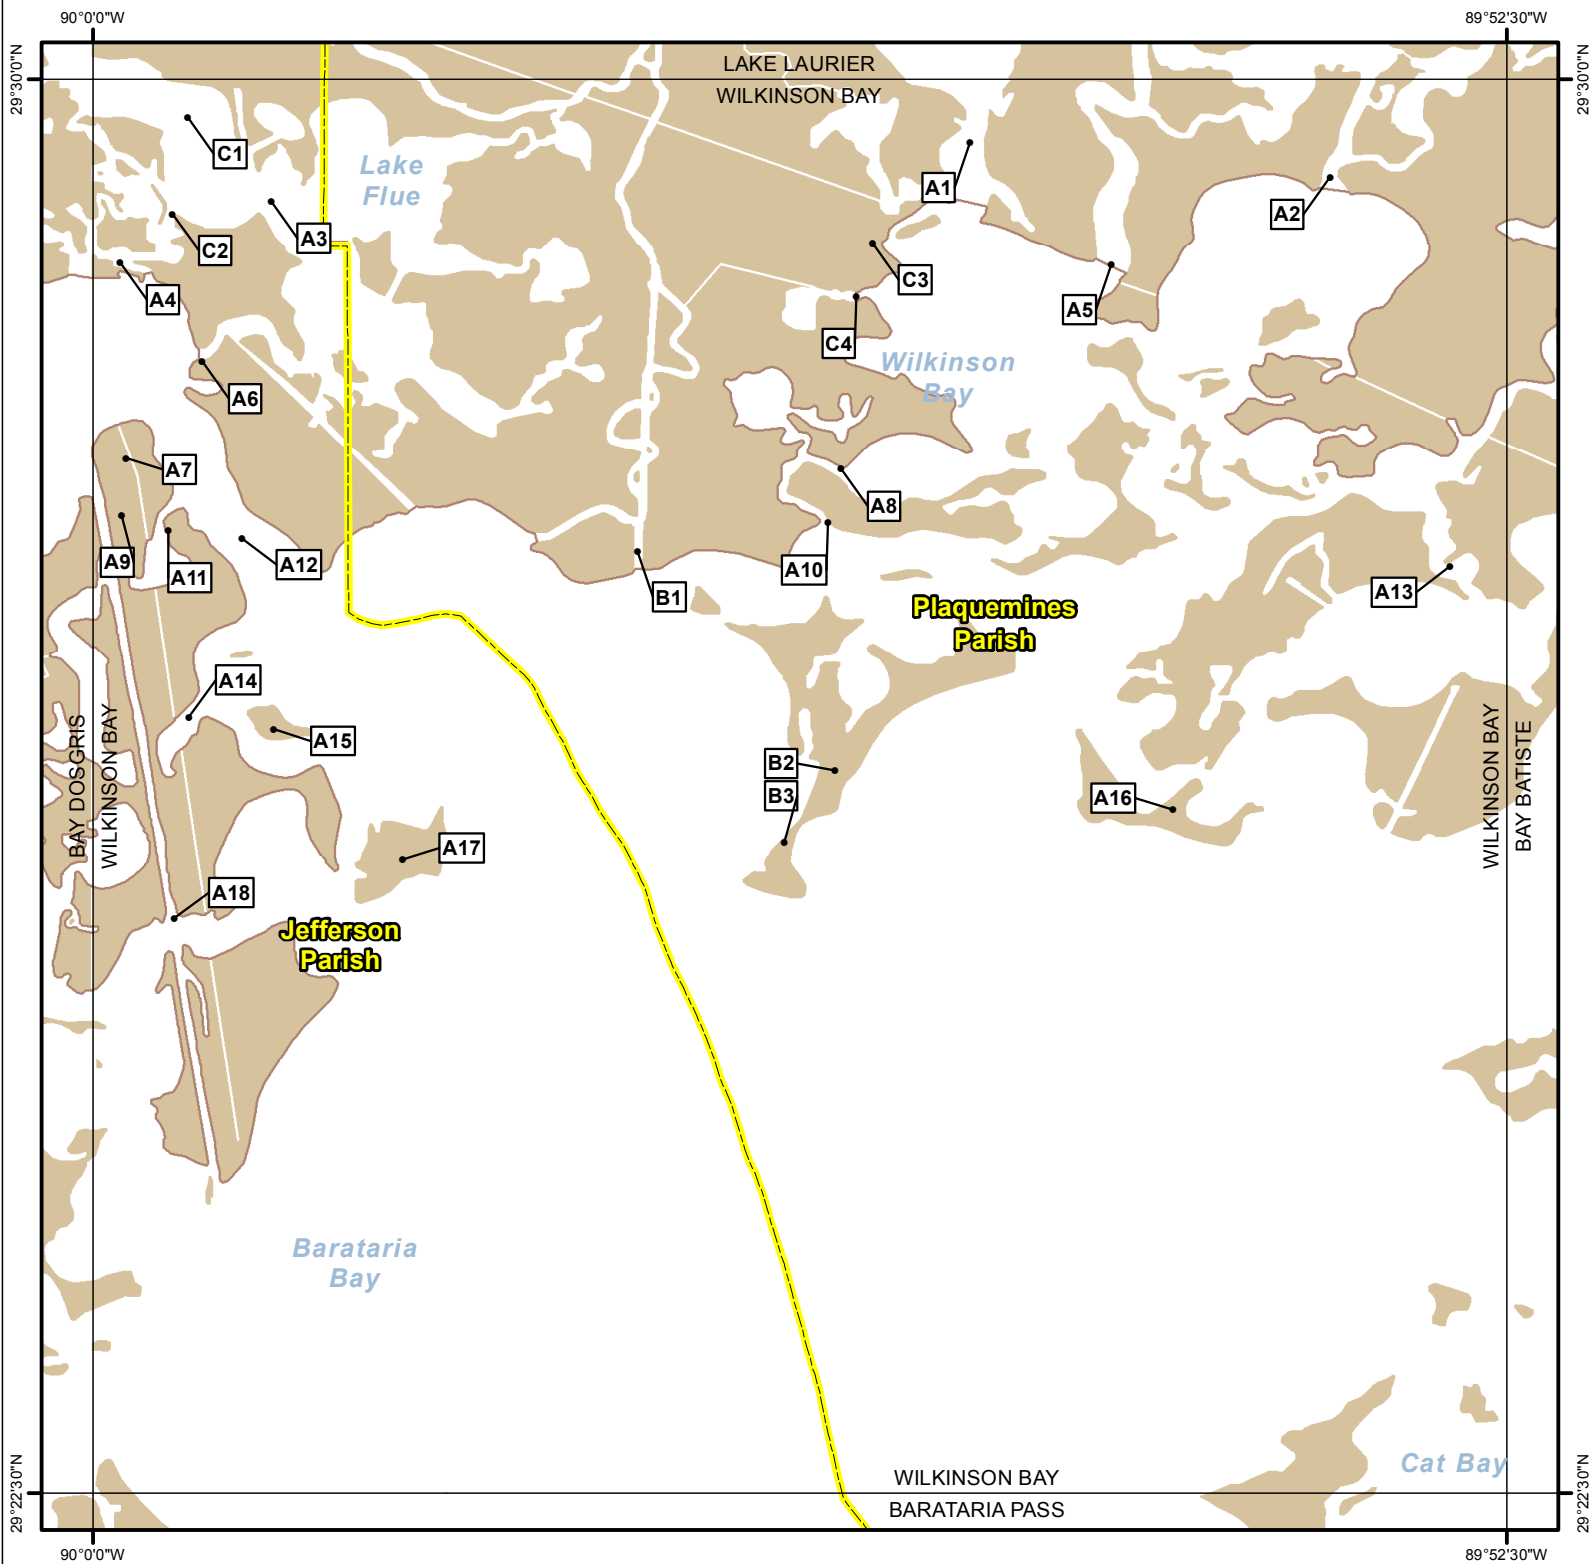 90°0'0"W
89°52'30"W
29°30'0"N
29°30'0"N
LAKE LAURIER
WILKINSON BAY
C1
Lake
Flue
A1
A2
C2
A3
C3
A4
A5
C4
Wilkinson
Bay
A6
A7
A8
A9
A11
A12
A10
B1
A13
Plaquemines
Parish
A14
A15
BAY DOSGRIS
WILKINSON BAY
B2
B3
A16
WILKINSON BAY
BAY BATISTE
A17
A18
Jefferson
Parish
Barataria
Bay
Cat Bay
WILKINSON BAY
BARATARIA PASS
29°22'30"N
29°22'30"N
90°0'0"W
89°52'30"W